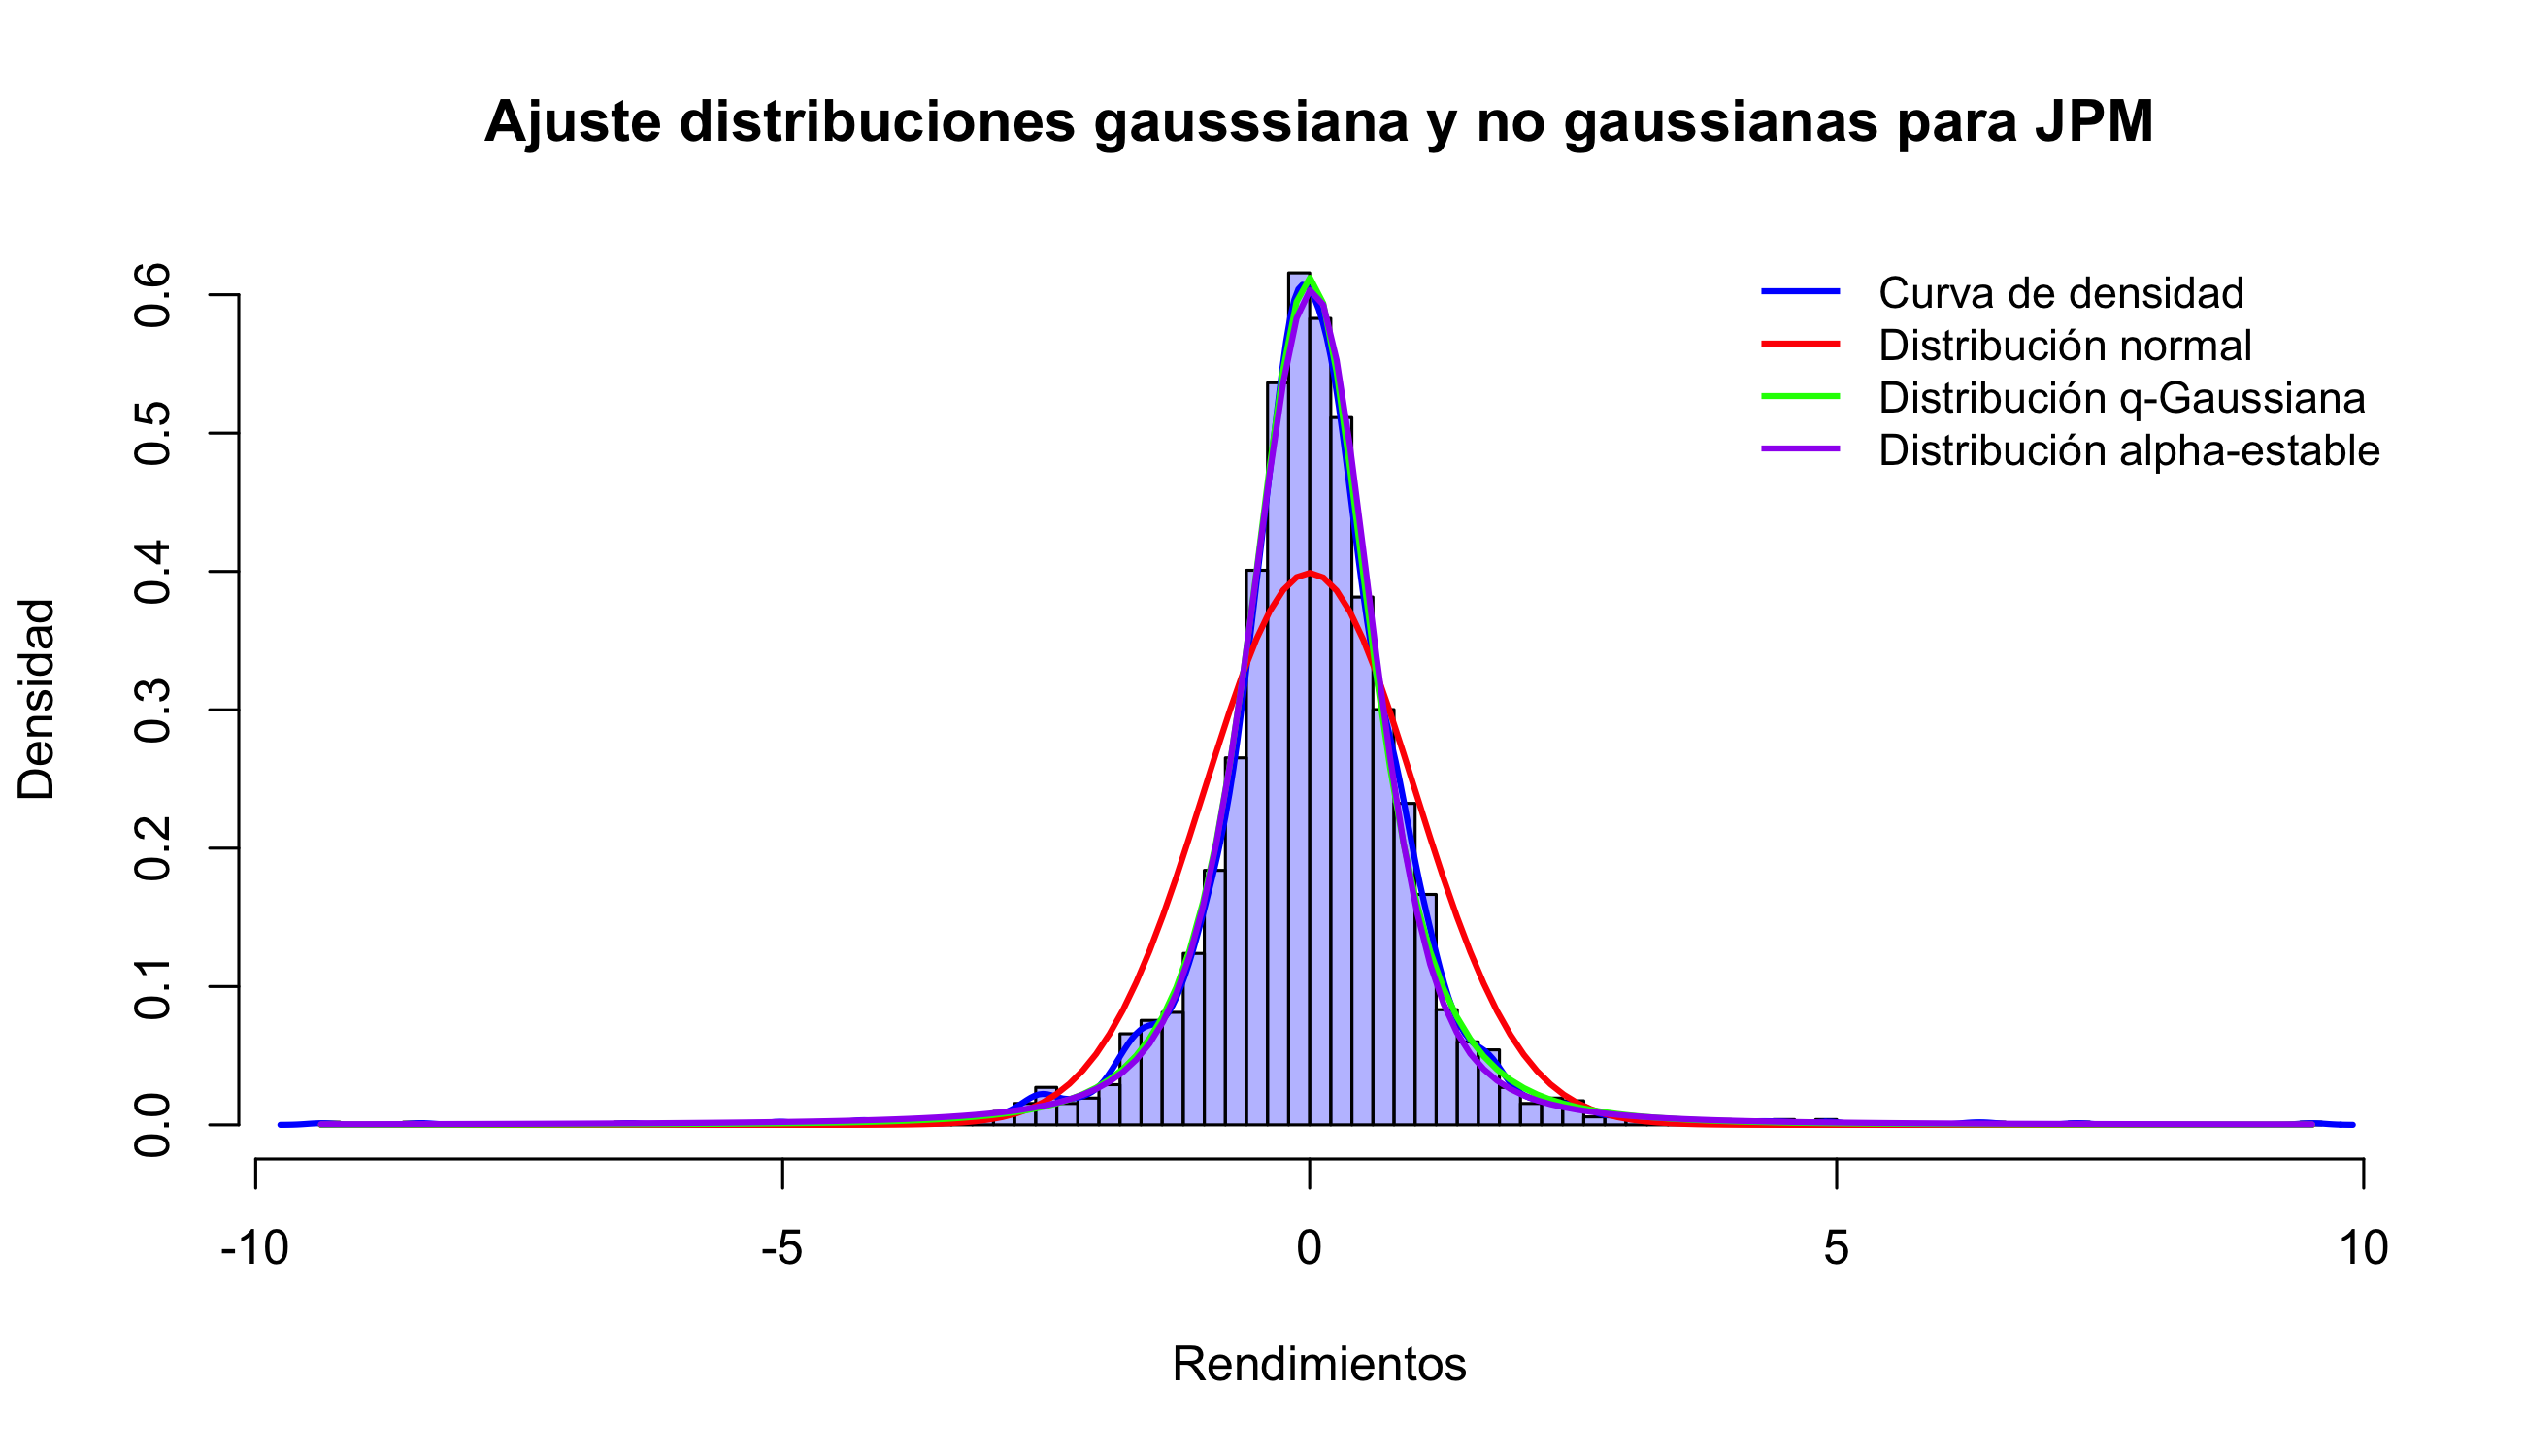 Ajuste distribuciones gausssiana y no gaussianas para JPM
Curva de densidad
Distribución normal
Distribución q-Gaussiana
Distribución alpha-estable
Densidad
0.6
0.5
0.4
0.3
0.2
0.1
0.0
-10 -5 0 5 10
Rendimientos